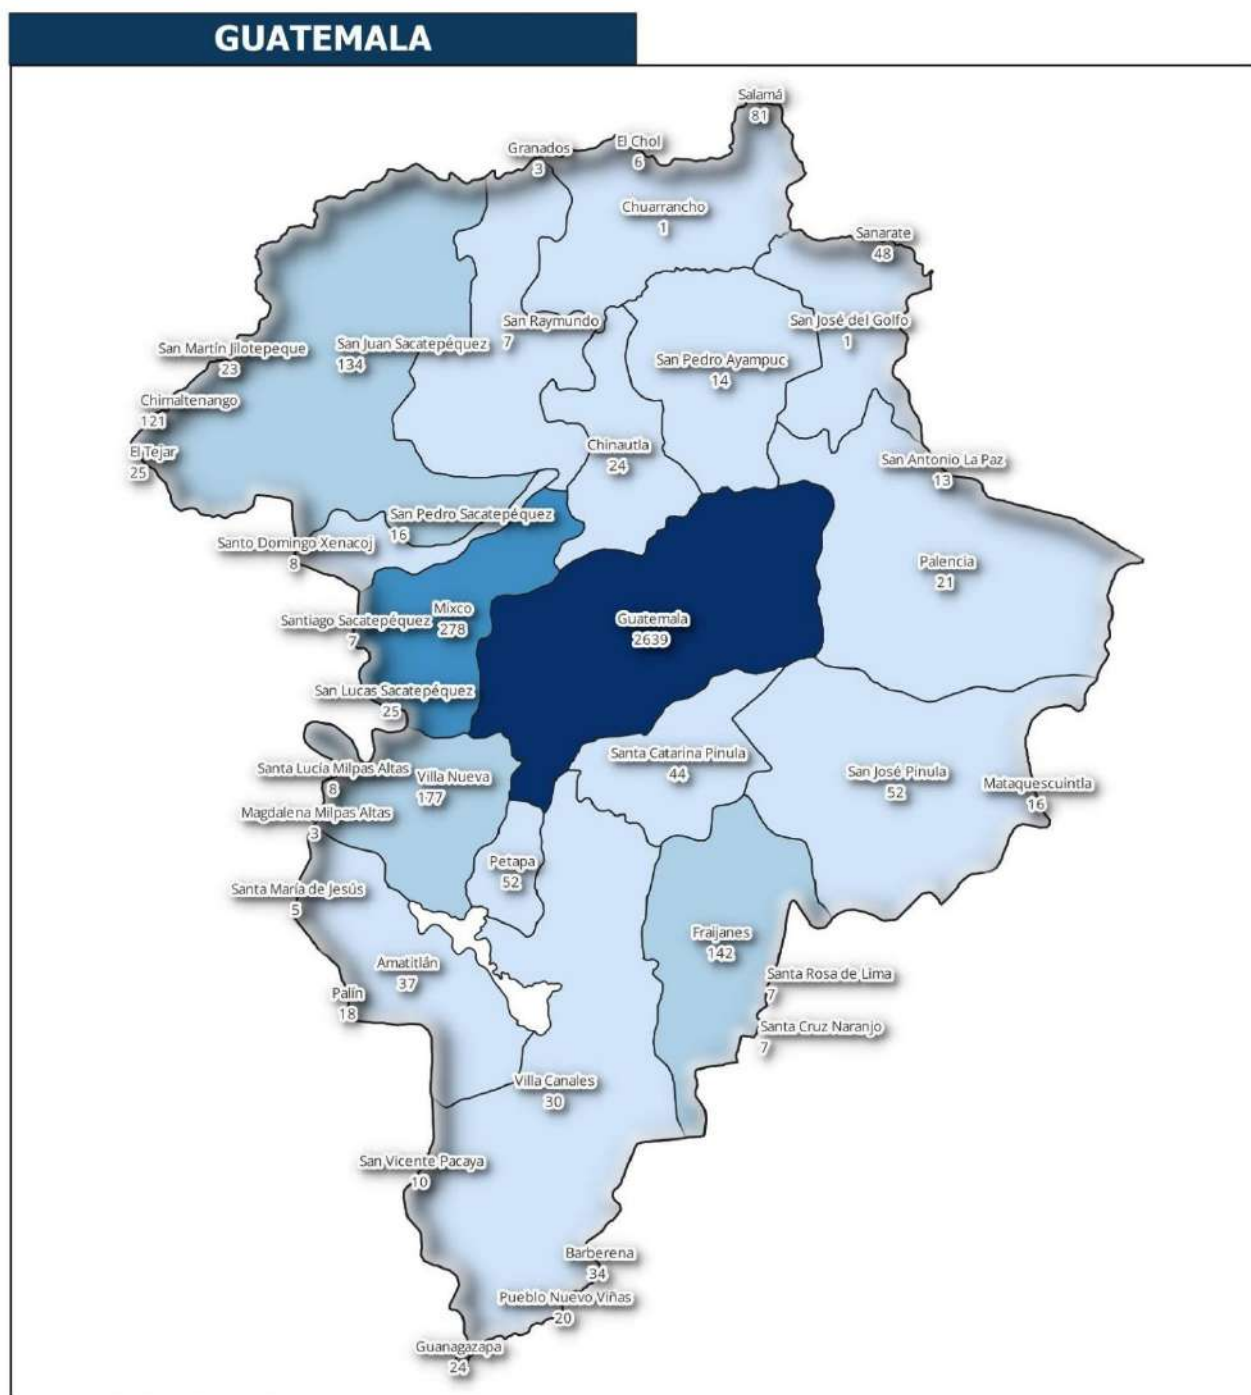 GUATEMALA
Salamá
81
El Chol
6
Granados
3
Chuarrancho
1
Sanarate
48
San José del Golfo
1
San Raymundo
7
San Juan Sacatepéquez
134
San Martín Jilotepeque
23
San Pedro Ayampuc
14
Chimaltenango
121
El Tejar
25
Chinautla
24
San Antonio La Paz
13
San Pedro Sacatepéquez
16
Santo Domingo Xenacoj
8
Palencia
21
Mixco
278
Guatemala
2639
Santiago Sacatepéquez
7
San Lucas Sacatepéquez
25
Santa Catarina Pinula
44
Santa Lucía Milpas Altas
8
Villa Nueva
177
San José Pinula
52
Mataquescuintla
16
Magdalena Milpas Altas
3
Petapa
52
Santa María de Jesús
5
Fraijanes
142
Amatitlán
37
Santa Rosa de Lima
7
Palín
18
Santa Cruz Naranjo
7
Villa Canales
30
San Vicente Pacaya
10
Barberena
34
Pueblo Nuevo Viñas
20
Guanagazapa
24